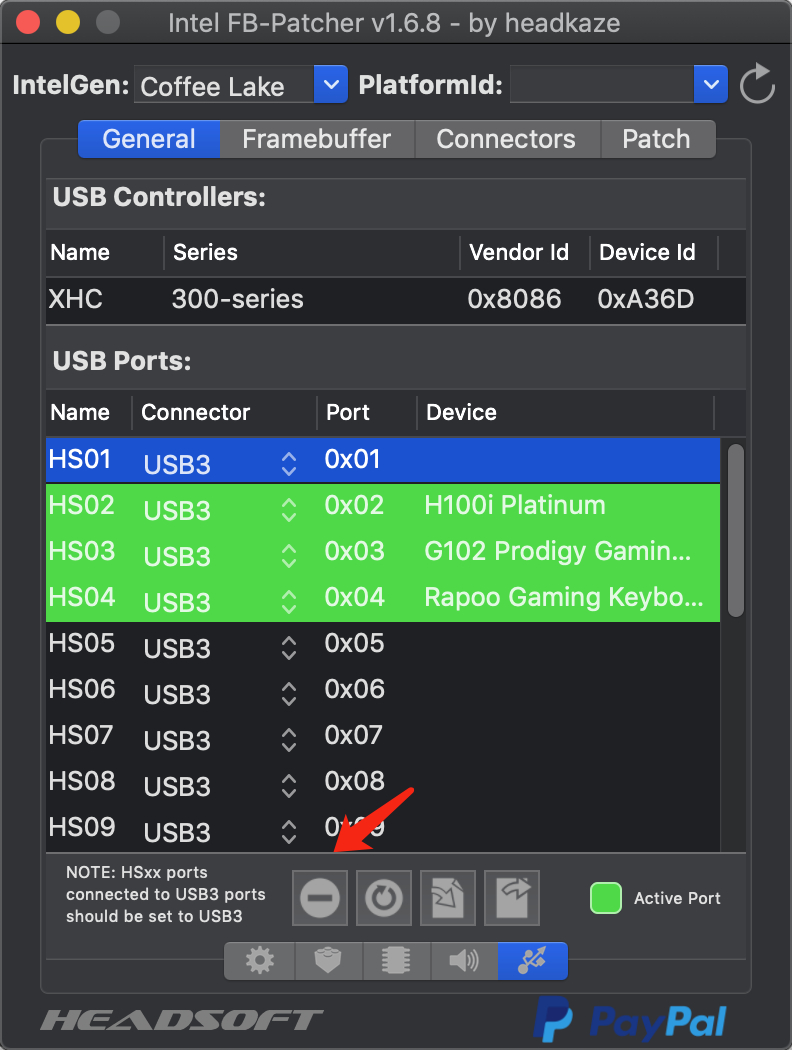 Intel FB-Patcher v1.6.8 - by headkaze
IntelGen: Coffee Lake PlatformId:
General Framebuffer Connectors Patch
USB Controllers:
Name Series Vendor Id Device Id
XHC 300-series 0x8086 0xA36D
USB Ports:
Name Connector Port Device
HS01 USB3 0x01
HS02 USB3 0x02 H100i Platinum
HS03 USB3 0x03 G102 Prodigy Gamin...
HS04 USB3 0x04 Rapoo Gaming Keybo...
HS05 USB3 0x05
HS06 USB3 0x06
HS07 USB3 0x07
HS08 USB3 0x08
HS09 USB3 0x09
NOTE: HSxx ports
connected to USB3 ports
should be set to USB3
Active Port
HEADSOFT PayPal